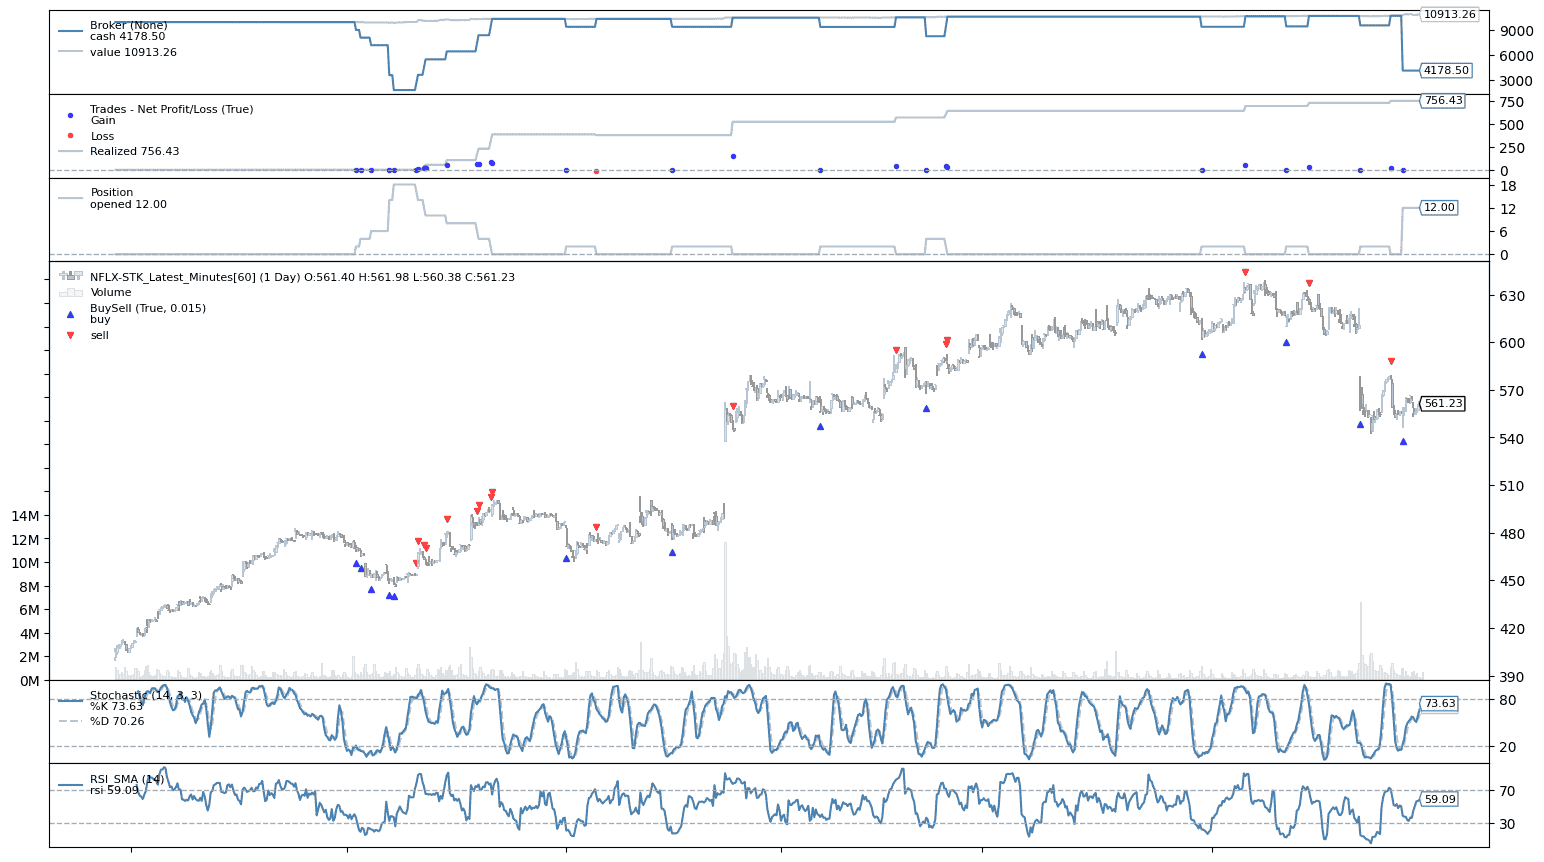 Broker (None)
cash 4178.50
value 10913.26
10913.26
9000
6000
4178.50
3000
Trades - Net Profit/Loss (True)
Gain
Loss
Realized 756.43
756.43
750
500
250
0
Position
opened 12.00
18
12.00
12
6
0
NFLX-STK_Latest_Minutes[60] (1 Day) O:561.40 H:561.98 L:560.38 C:561.23
Volume
BuySell (True, 0.015)
buy
sell
630
600
570
561.23
540
510
480
450
420
390
14M
12M
10M
8M
6M
4M
2M
0M
Stochastic (14, 3, 3)
%K 73.63
%D 70.26
80
73.63
20
RSI_SMA (14)
rsi 59.09
70
59.09
30